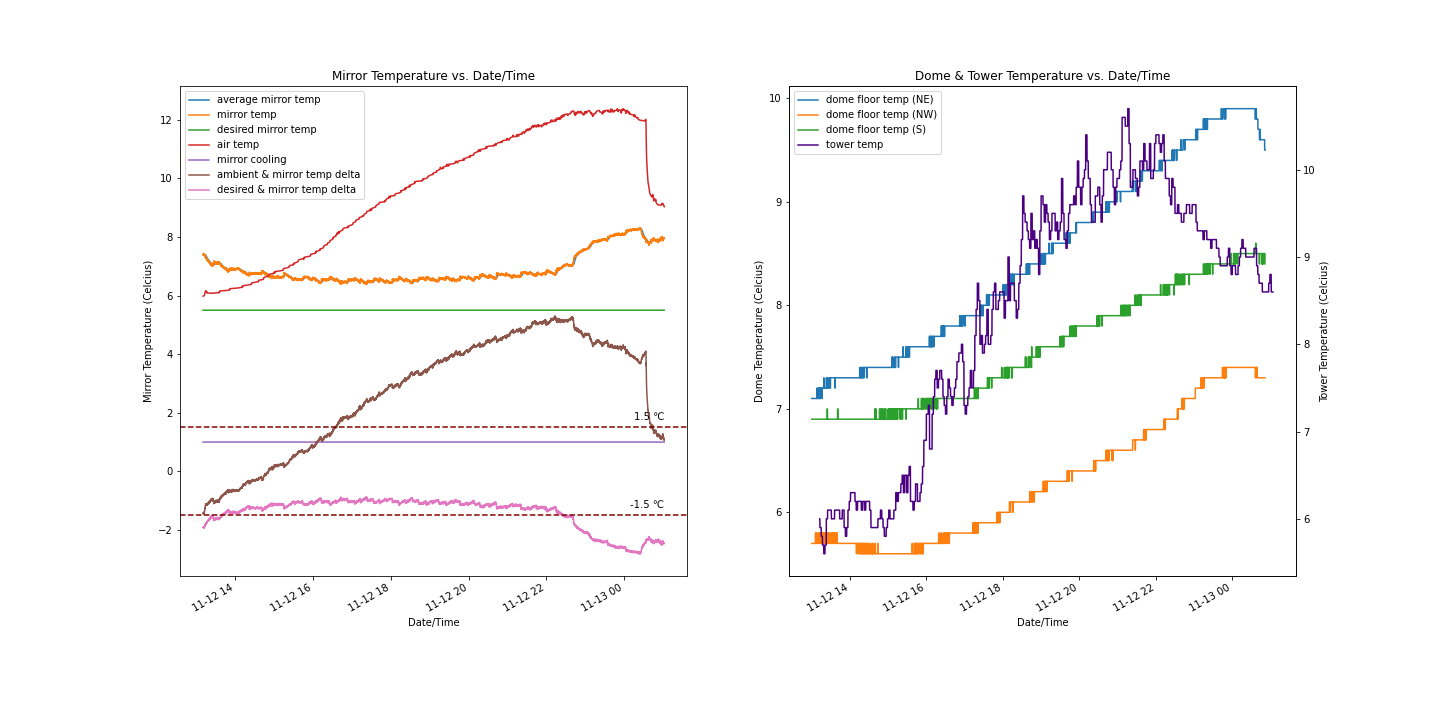 Mirror Temperature vs. Date/Time
average mirror temp
mirror temp
desired mirror temp
air temp
mirror cooling
ambient & mirror temp delta
desired & mirror temp delta
12
10
8
6
4
2
0
−2
Mirror Temperature (Celcius)
1.5 °C
-1.5 °C
11-12 14
11-12 16
11-12 18
11-12 20
11-12 22
11-13 00
Date/Time
Dome & Tower Temperature vs. Date/Time
dome floor temp (NE)
dome floor temp (NW)
dome floor temp (S)
tower temp
10
9
8
7
6
Dome Temperature (Celcius)
10
9
8
7
6
Tower Temperature (Celcius)
11-12 14
11-12 16
11-12 18
11-12 20
11-12 22
11-13 00
Date/Time